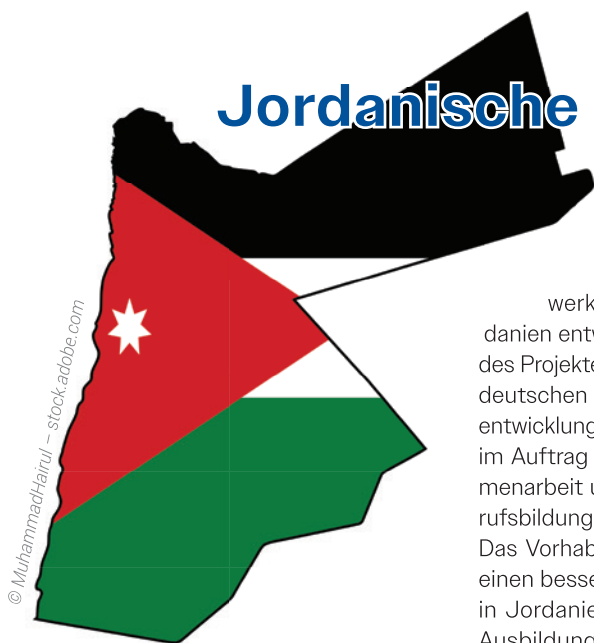 Jordanische
werk
danien entw
des Projekte
deutschen
entwicklung
im Auftrag
menarbeit u
rufsbildung
Das Vorhab
einen besse
in Jordanie
Ausbildung
© MuhammadHairul – stock.adobe.com